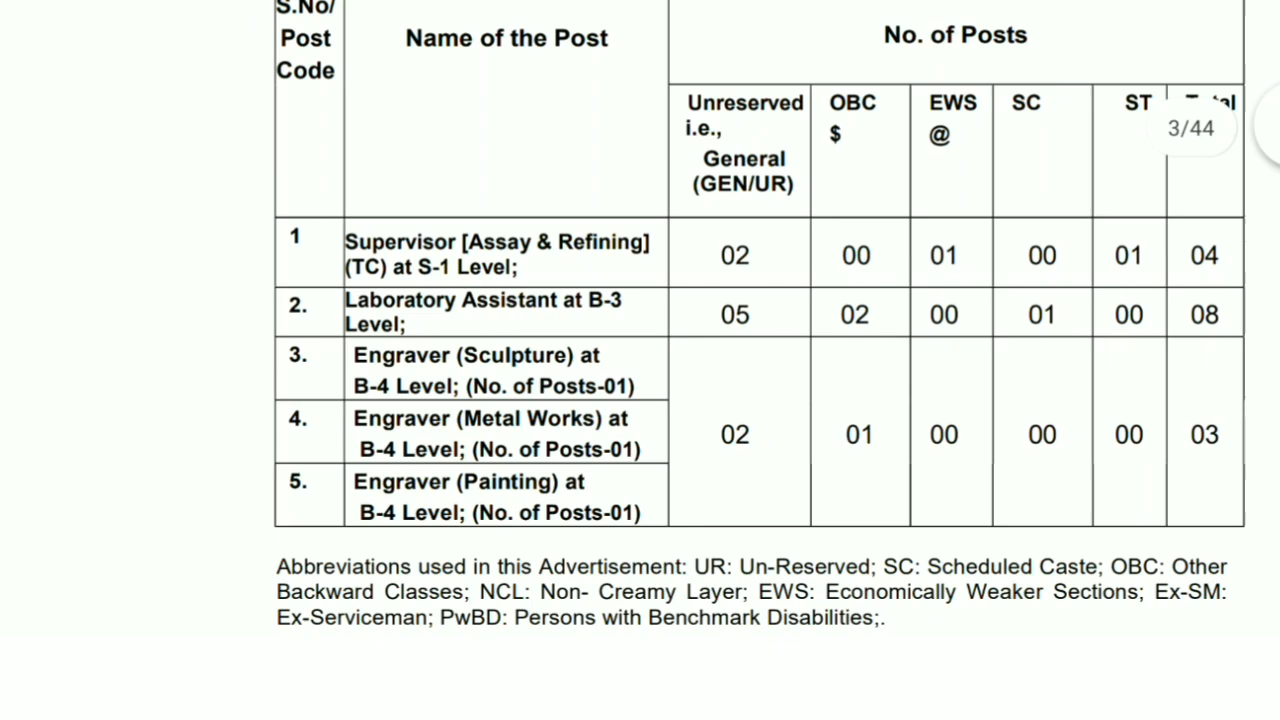 S.No/
Post
Code
Name of the Post
No. of Posts
Unreserved
i.e.,
General
(GEN/UR)
OBC
$
EWS
@
SC
ST
3/44
1
Supervisor [Assay & Refining]
(TC) at S-1 Level;
02 00 01 00 01 04
2.
Laboratory Assistant at B-3
Level;
05 02 00 01 00 08
3.
Engraver (Sculpture) at
B-4 Level; (No. of Posts-01)
4.
Engraver (Metal Works) at
B-4 Level; (No. of Posts-01)
02 01 00 00 00 03
5.
Engraver (Painting) at
B-4 Level; (No. of Posts-01)
Abbreviations used in this Advertisement: UR: Un-Reserved; SC: Scheduled Caste; OBC: Other
Backward Classes; NCL: Non- Creamy Layer; EWS: Economically Weaker Sections; Ex-SM:
Ex-Serviceman; PwBD: Persons with Benchmark Disabilities;.